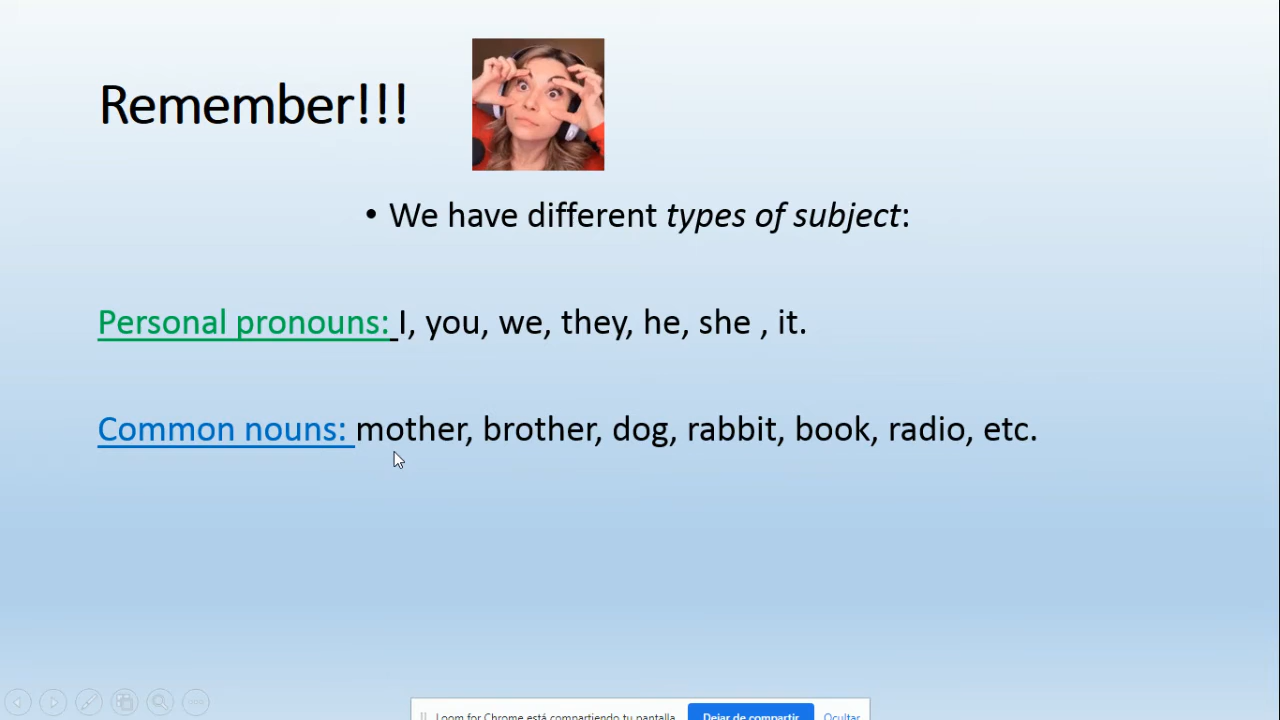 Remember!!!
• We have different types of subject:
Personal pronouns: I, you, we, they, he, she , it.
Common nouns: mother, brother, dog, rabbit, book, radio, etc.
Loom for Chrome está compartiendo tu pantalla.
Dejar de compartir
Ocultar